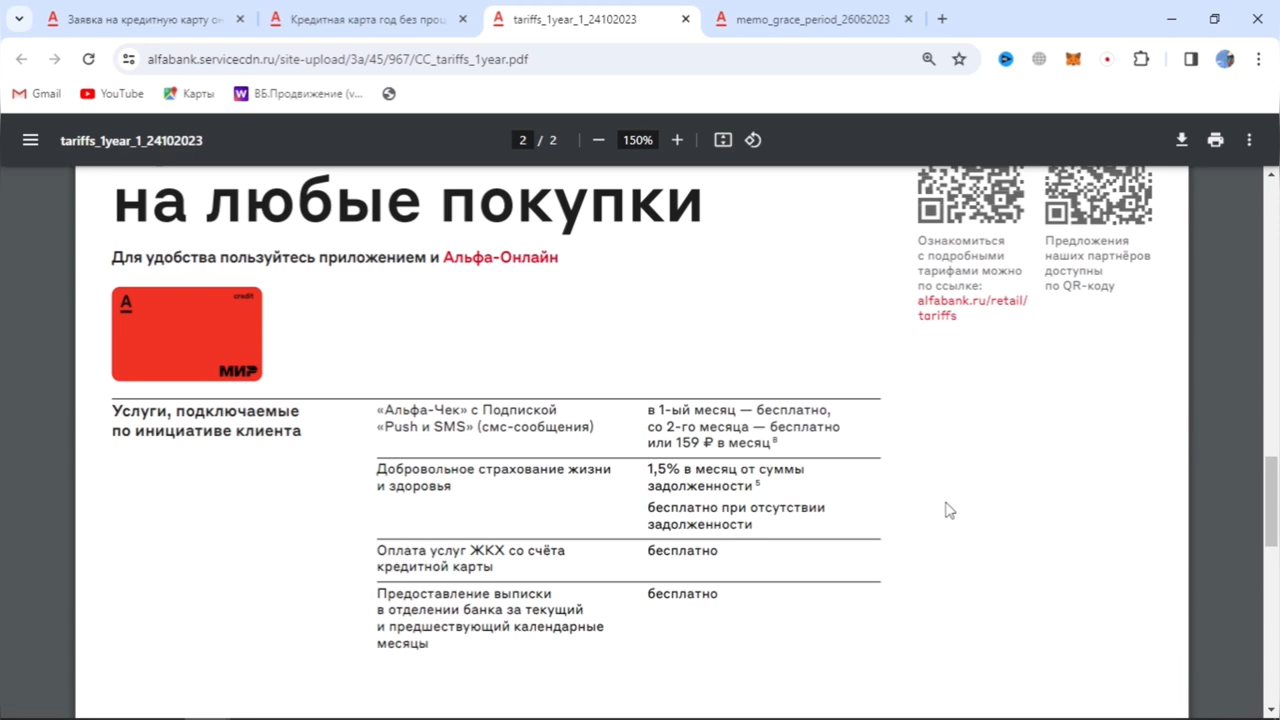 Заявка на кредитную карту он
Кредитная карта год без проц
tariffs_1year_1_24102023
memo_grace_period_26062023
alfabank.servicecdn.ru/site-upload/3a/45/967/CC_tariffs_1year.pdf
Gmail
YouTube
Карты
ВБ.Продвижение (v...
tariffs_1year_1_24102023
2 / 2
150%
на любые покупки
Для удобства пользуйтесь приложением и Альфа-Онлайн
А
credit
МИР
Ознакомиться
с подробными
тарифами можно
по ссылке:
alfabank.ru/retail/
tariffs
Предложения
наших партнёров
доступны
по QR-коду
Услуги, подключаемые
по инициативе клиента
«Альфа-Чек» с Подпиской
«Push и SMS» (смс-сообщения)
в 1-ый месяц — бесплатно,
со 2-го месяца — бесплатно
или 159 ₽ в месяц⁸
Добровольное страхование жизни
и здоровья
1,5% в месяц от суммы
задолженности ⁵
бесплатно при отсутствии
задолженности
Оплата услуг ЖКХ со счёта
кредитной карты
бесплатно
Предоставление выписки
в отделении банка за текущий
и предшествующий календарные
месяцы
бесплатно